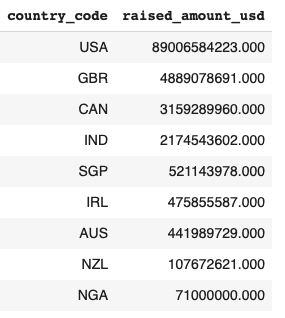 country_code raised_amount_usd
USA 89006584223.000
GBR 4889078691.000
CAN 3159289960.000
IND 2174543602.000
SGP 521143978.000
IRL 475855587.000
AUS 441989729.000
NZL 107672621.000
NGA 71000000.000